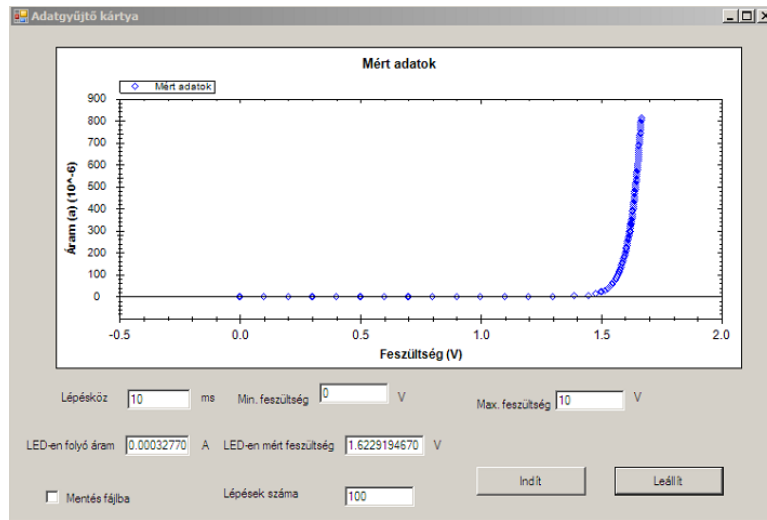 Adatgyűjtő kártya
Mért adatok
Mért adatok
900
800
700
600
500
400
300
200
100
0
Áram (a) (10^-6)
-0.5 0.0 0.5 1.0 1.5 2.0
Feszültség (V)
Lépésköz 10 ms Min. feszültség 0 V Max. feszültség 10 V
LED-en folyó áram 0.00032770 A LED-en mért feszültség 1.6229194670 V
Indít Leállít
Mentés fájlba Lépések száma 100